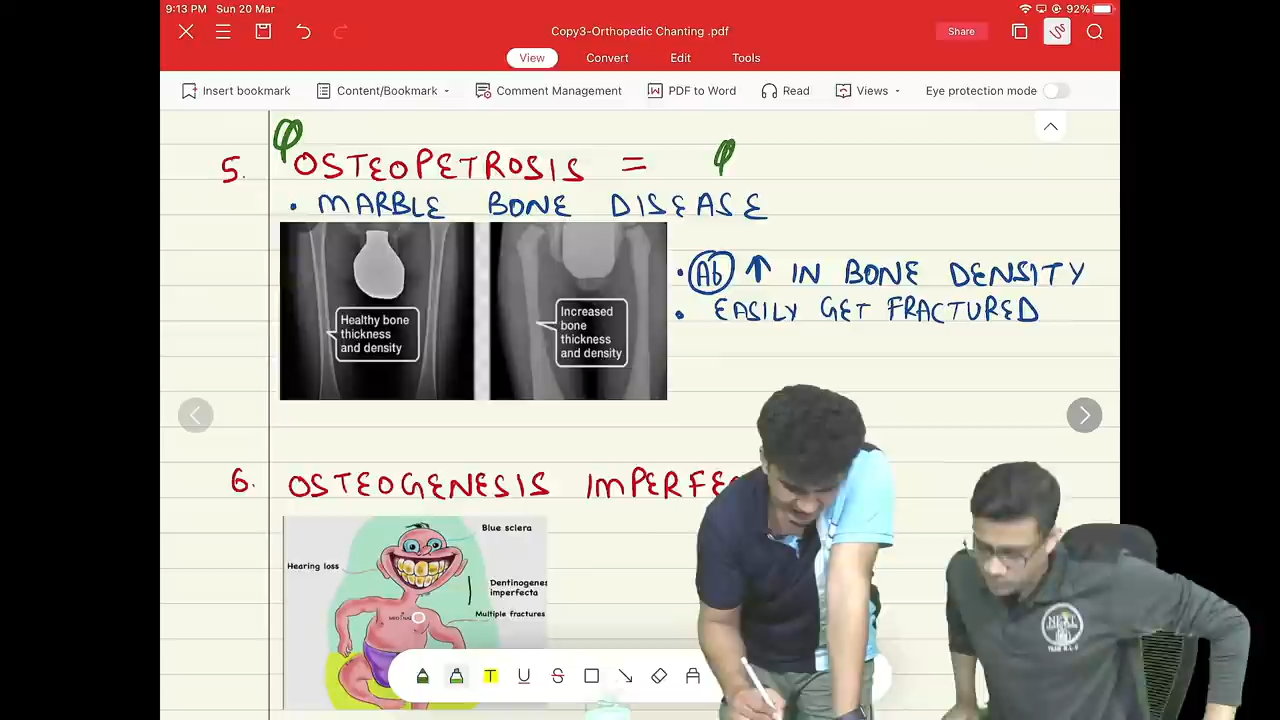 9:13 PM Sun 20 Mar 92%
Copy3-Orthopedic Chanting .pdf
Share
View Convert Edit Tools
Insert bookmark Content/Bookmark Comment Management PDF to Word Read Views Eye protection mode
φ φ
5. OSTEOPETROSIS =
• MARBLE BONE DISEASE
Healthy bone
thickness
and density
Increased
bone
thickness
and density
• Ab ↑ IN BONE DENSITY
• EASILY GET FRACTURED
6. OSTEOGENESIS IMPERFEC
Blue sclera
Hearing loss
Dentinogenes
imperfecta
Multiple fractures
T U S